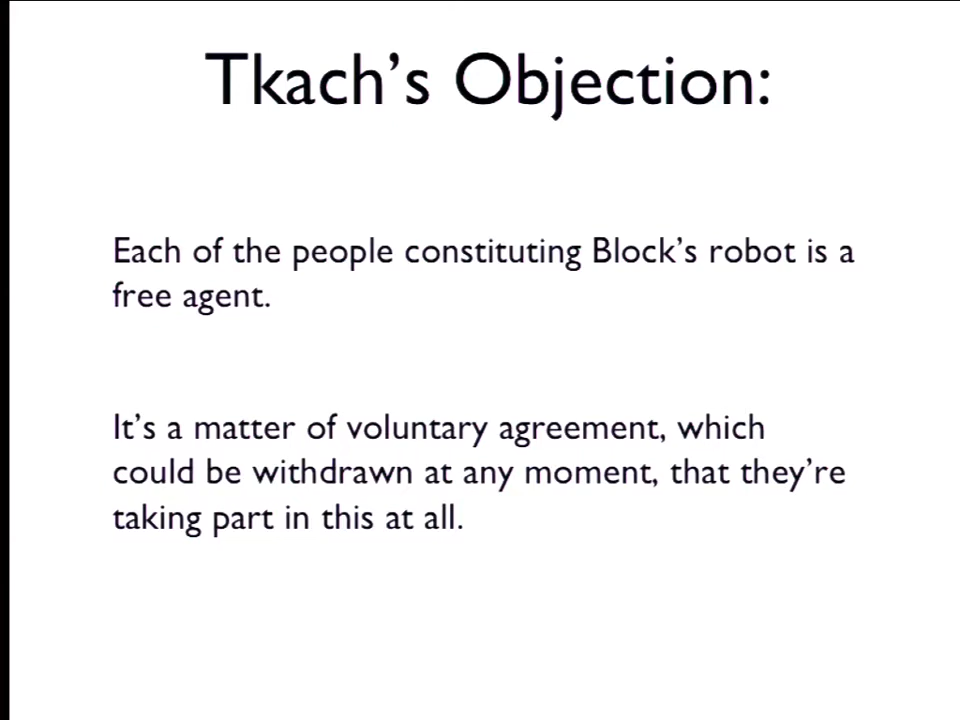 Tkach’s Objection:
Each of the people constituting Block’s robot is a
free agent.
It’s a matter of voluntary agreement, which
could be withdrawn at any moment, that they’re
taking part in this at all.